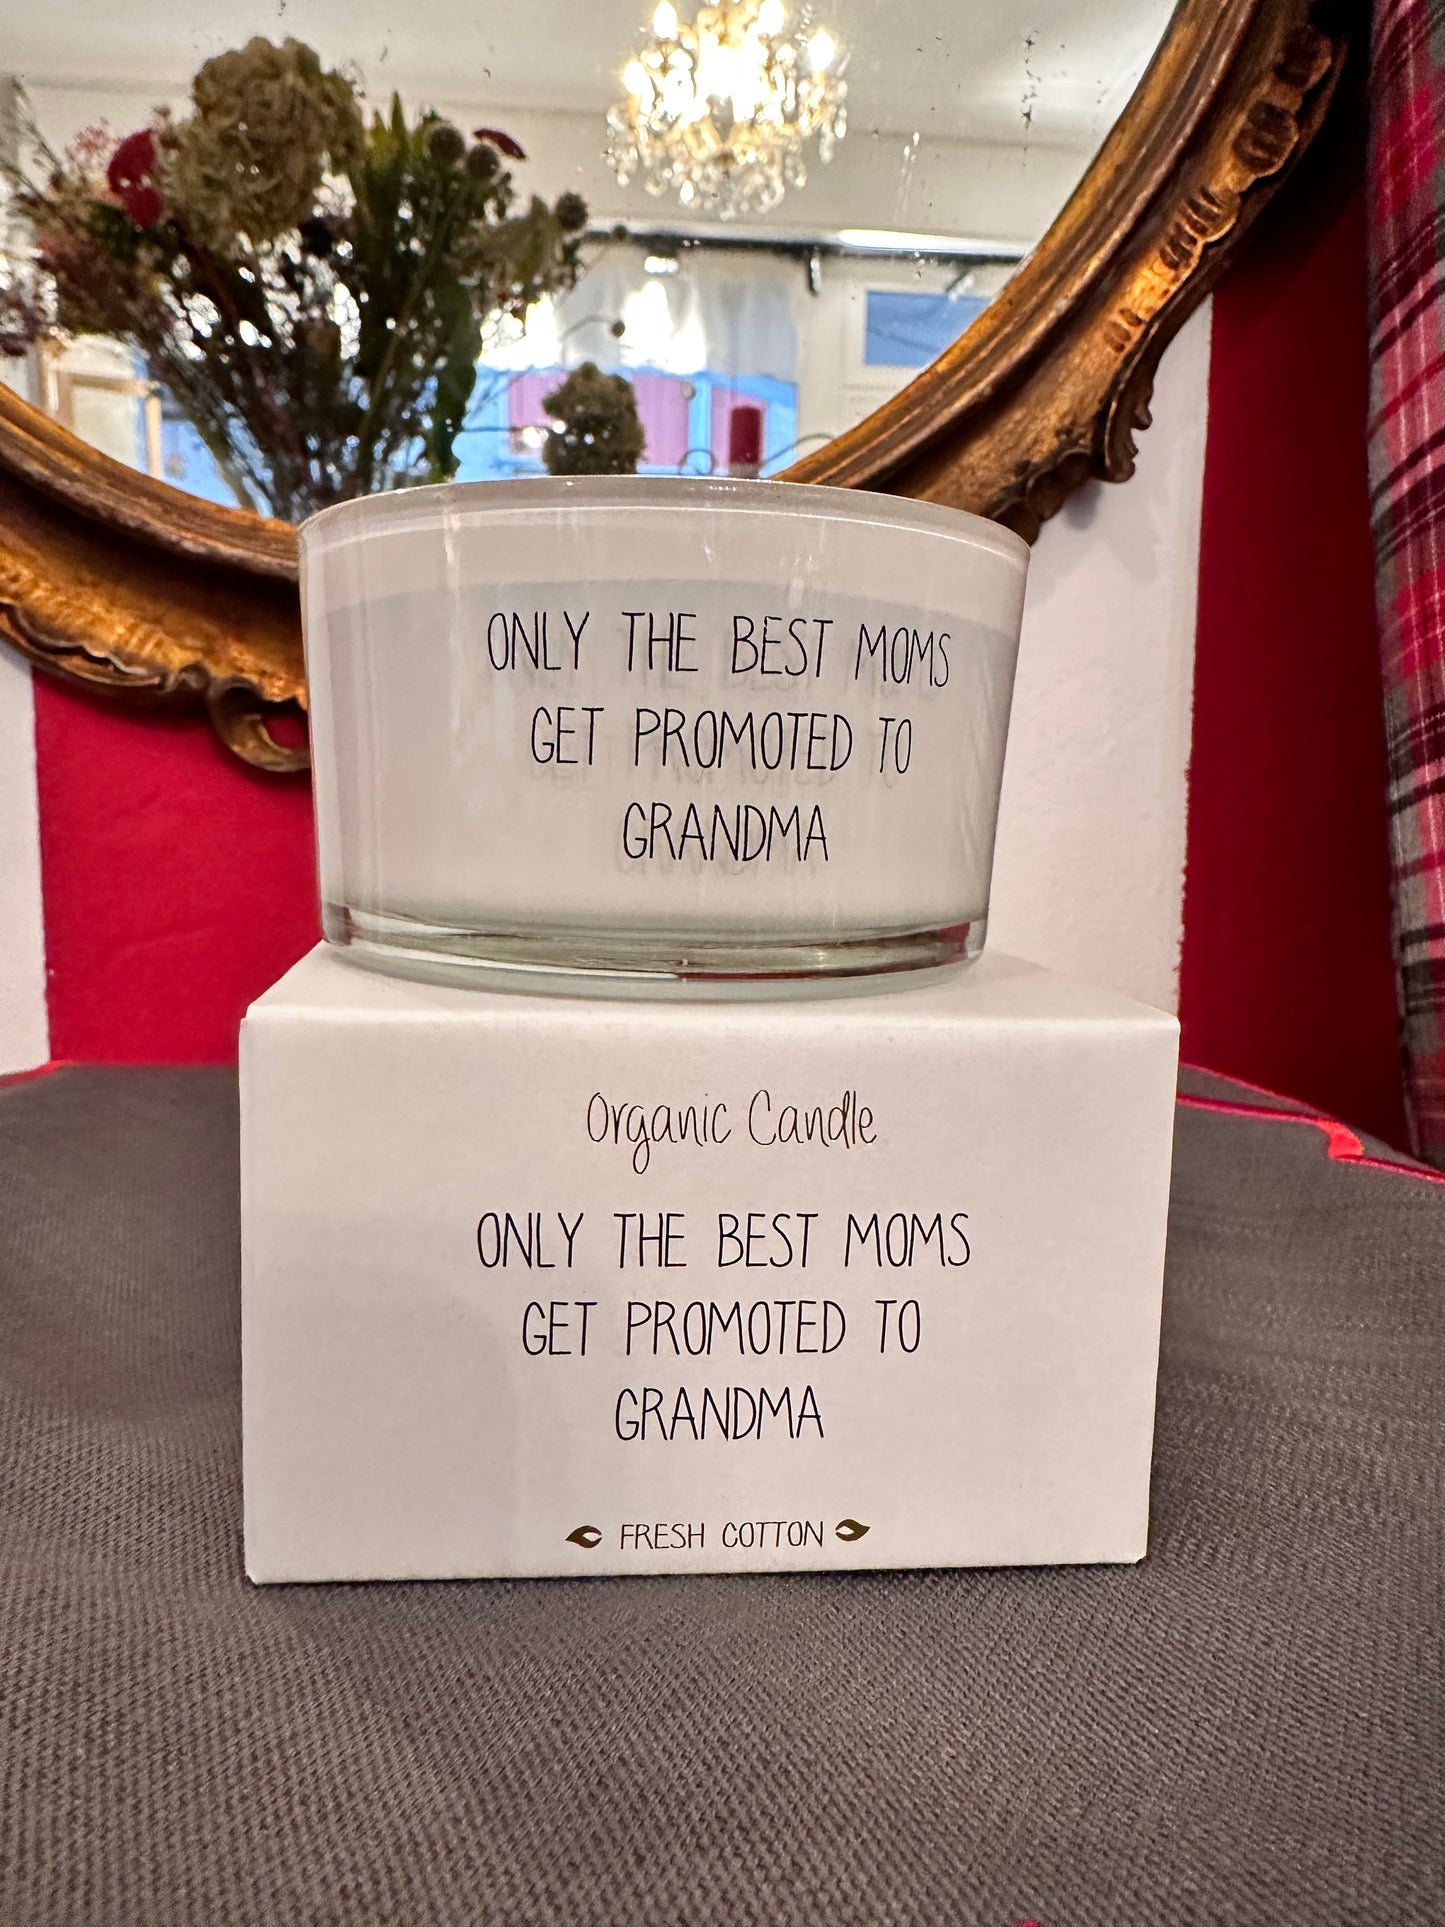 ONLY THE BEST MOMS
GET PROMOTED TO
GRANDMA
Organic Candle
ONLY THE BEST MOMS
GET PROMOTED TO
GRANDMA
FRESH COTTON